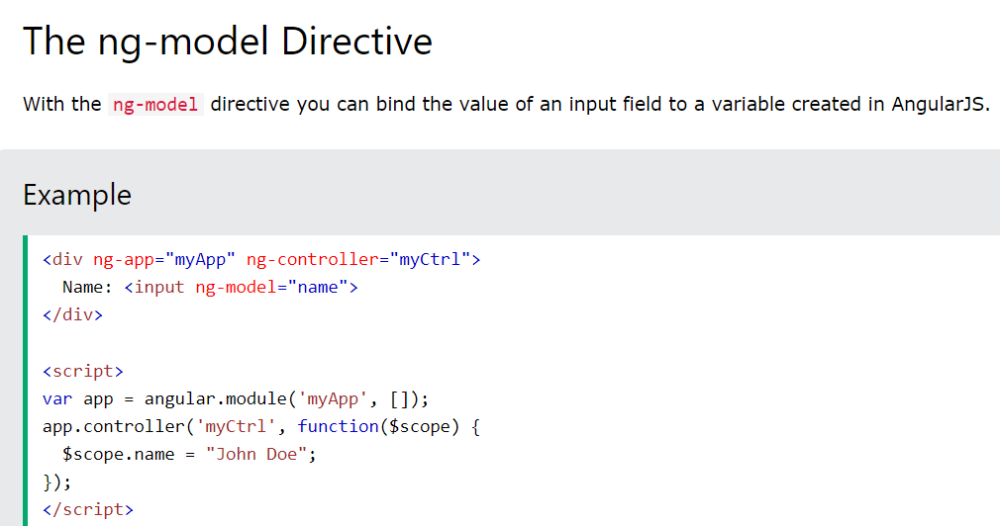 The ng-model Directive
With the ng-model directive you can bind the value of an input field to a variable created in AngularJS.
Example
<div ng-app="myApp" ng-controller="myCtrl">
  Name: <input ng-model="name">
</div>
<script>
var app = angular.module('myApp', []);
app.controller('myCtrl', function($scope) {
  $scope.name = "John Doe";
});
</script>